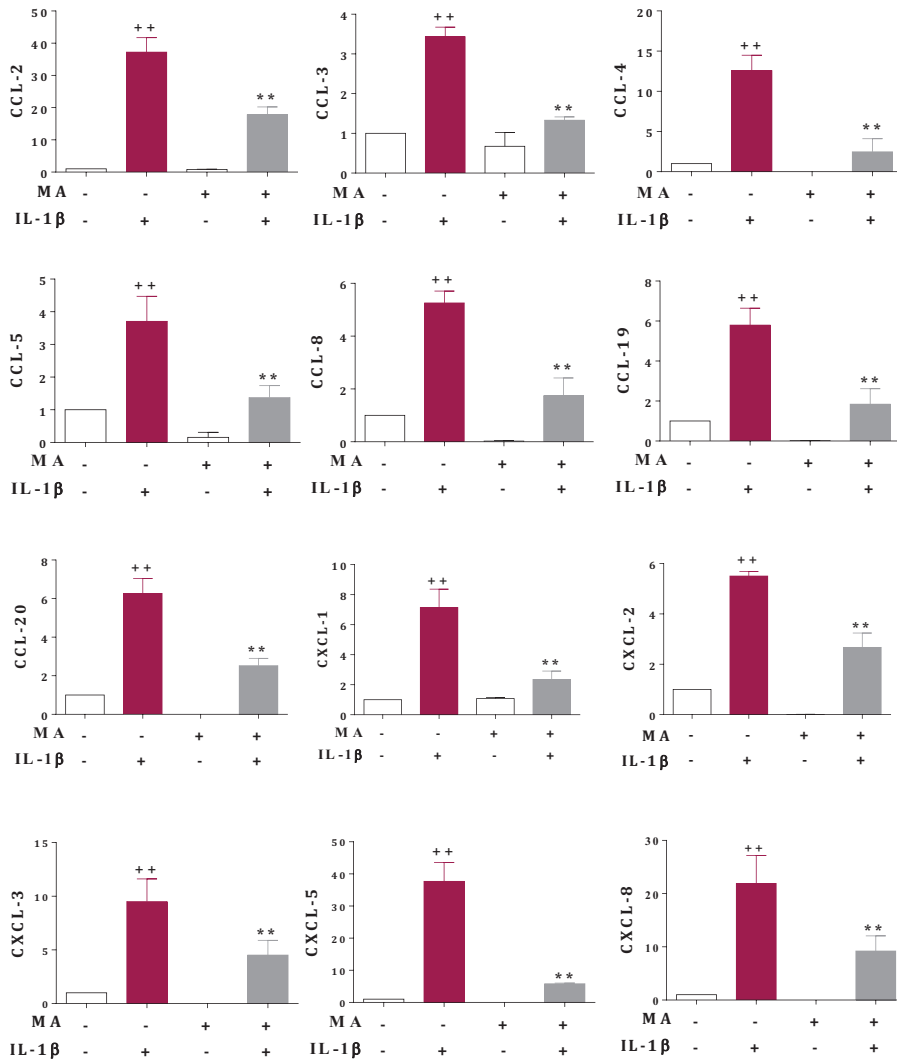 50
40
30
20
10
0
CCL-2
++
**
MA - - + +
IL-1β - + - +
4
3
2
1
0
CCL-3
++
**
MA - - + +
IL-1β - + - +
20
15
10
5
0
CCL-4
++
**
MA - - + +
IL-1β - + - +
5
4
3
2
1
0
CCL-5
++
**
MA - - + +
IL-1β - + - +
6
4
2
0
CCL-8
++
**
MA - - + +
IL-1β - + - +
8
6
4
2
0
CCL-19
++
**
MA - - + +
IL-1β - + - +
8
6
4
2
0
CCL-20
++
**
MA - - + +
IL-1β - + - +
10
8
6
4
2
0
CXCL-1
++
**
MA - - + +
IL-1β - + - +
6
4
2
0
CXCL-2
++
**
MA - - + +
IL-1β - + - +
15
10
5
0
CXCL-3
++
**
MA - - + +
IL-1β - + - +
50
40
30
20
10
0
CXCL-5
++
**
MA - - + +
IL-1β - + - +
30
20
10
0
CXCL-8
++
**
MA - - + +
IL-1β - + - +